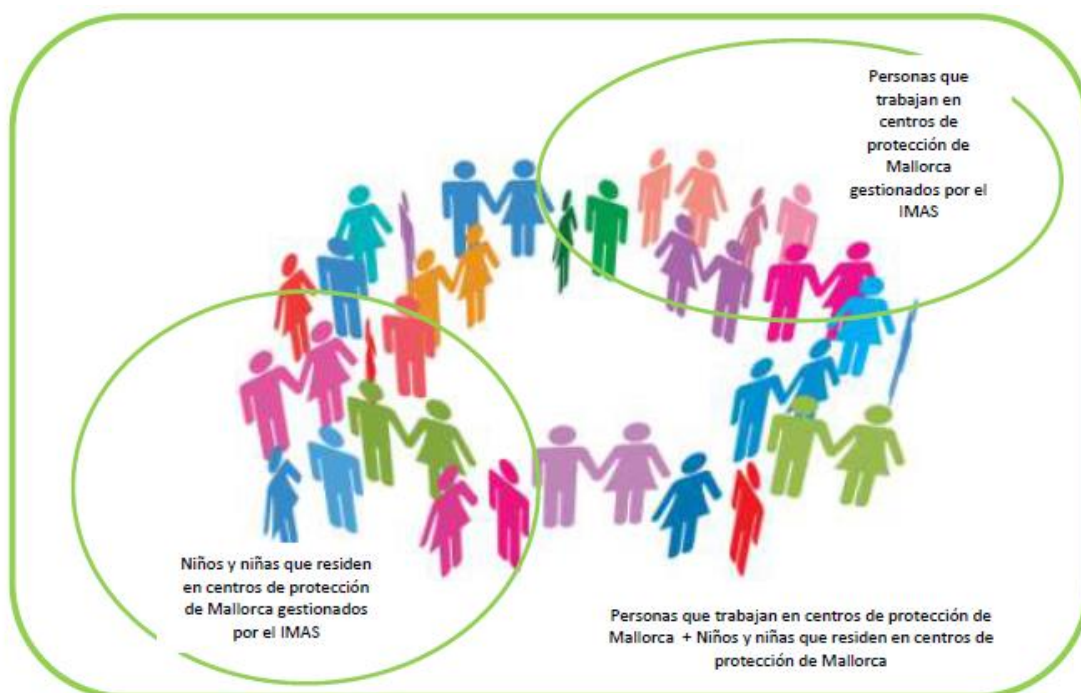 Personas que
trabajan en
centros de
protección de
Mallorca
gestionados por el
IMAS
Niños y niñas que residen
en centros de protección
de Mallorca gestionados
por el IMAS
Personas que trabajan en centros de protección de
Mallorca + Niños y niñas que residen en centros de
protección de Mallorca